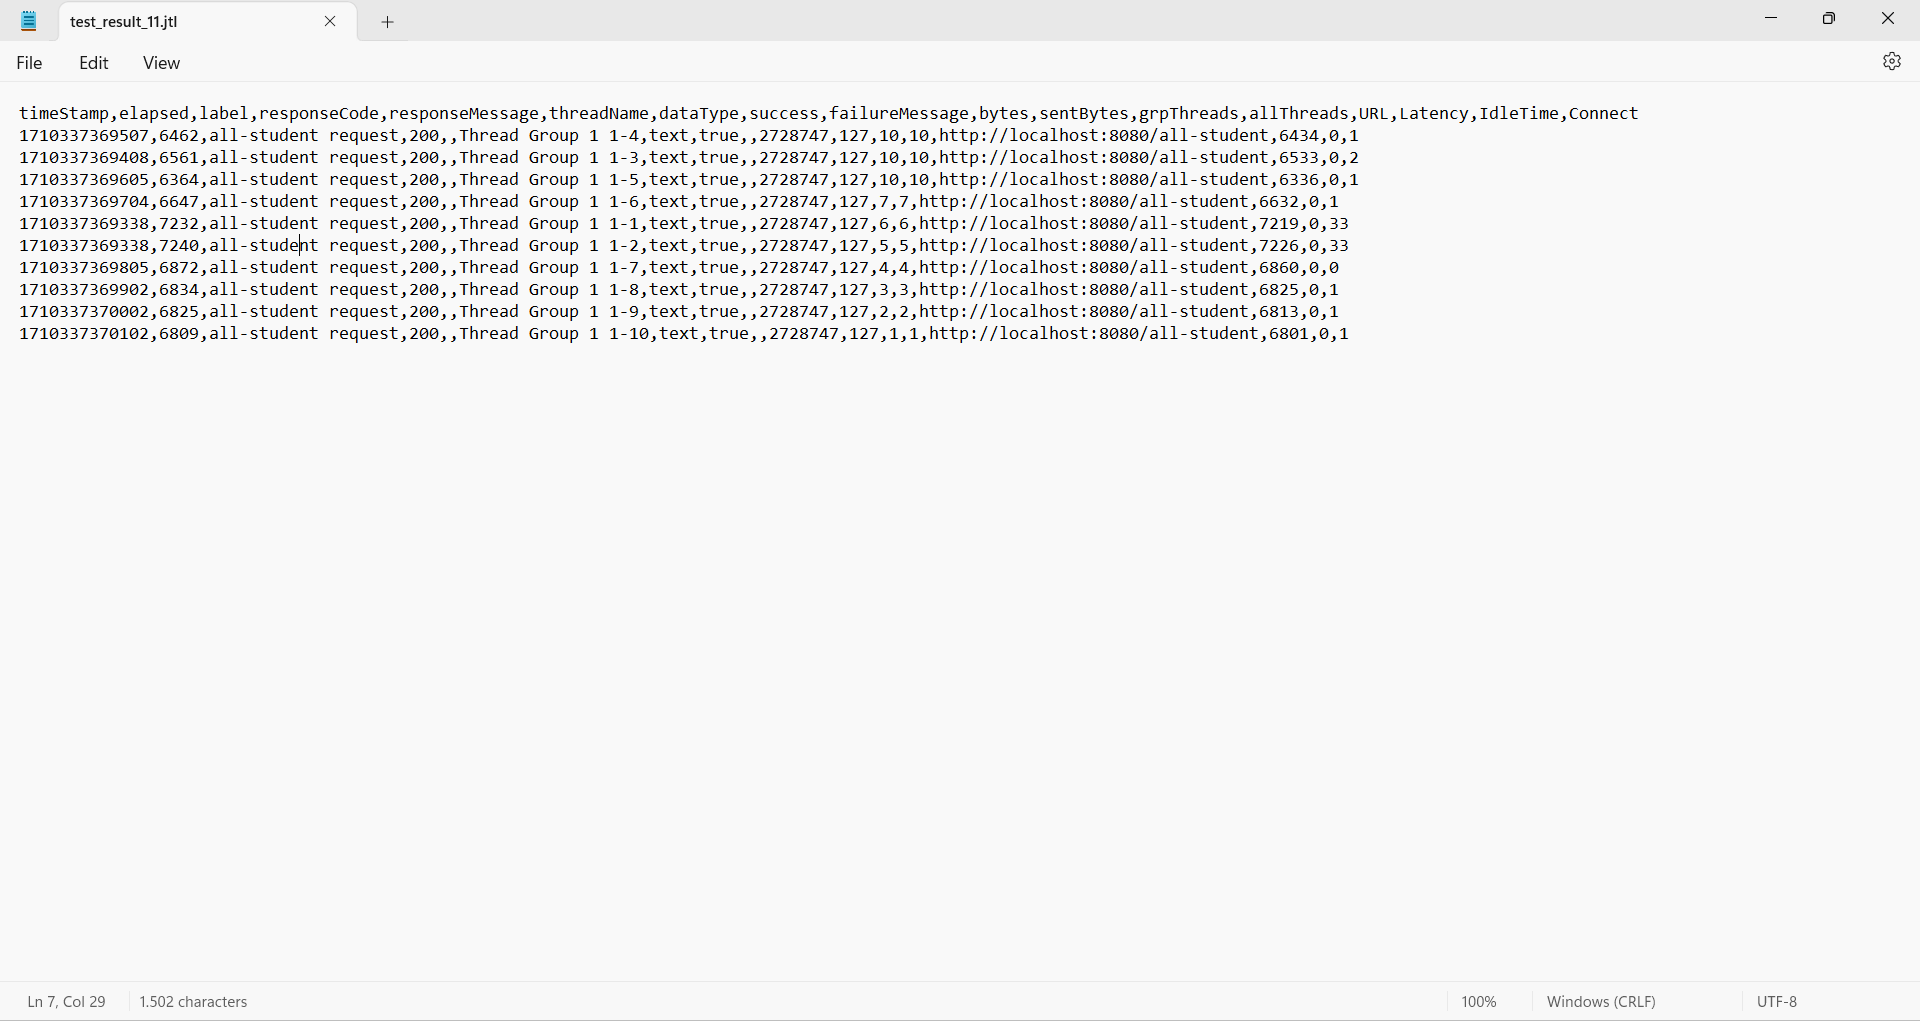 test_result_11.jtl
File Edit View
timeStamp,elapsed,label,responseCode,responseMessage,threadName,dataType,success,failureMessage,bytes,sentBytes,grpThreads,allThreads,URL,Latency,IdleTime,Connect
1710337369507,6462,all-student request,200,,Thread Group 1 1-4,text,true,,2728747,127,10,10,http://localhost:8080/all-student,6434,0,1
1710337369408,6561,all-student request,200,,Thread Group 1 1-3,text,true,,2728747,127,10,10,http://localhost:8080/all-student,6533,0,2
1710337369605,6364,all-student request,200,,Thread Group 1 1-5,text,true,,2728747,127,10,10,http://localhost:8080/all-student,6336,0,1
1710337369704,6647,all-student request,200,,Thread Group 1 1-6,text,true,,2728747,127,7,7,http://localhost:8080/all-student,6632,0,1
1710337369338,7232,all-student request,200,,Thread Group 1 1-1,text,true,,2728747,127,6,6,http://localhost:8080/all-student,7219,0,33
1710337369338,7240,all-student request,200,,Thread Group 1 1-2,text,true,,2728747,127,5,5,http://localhost:8080/all-student,7226,0,33
1710337369805,6872,all-student request,200,,Thread Group 1 1-7,text,true,,2728747,127,4,4,http://localhost:8080/all-student,6860,0,0
1710337369902,6834,all-student request,200,,Thread Group 1 1-8,text,true,,2728747,127,3,3,http://localhost:8080/all-student,6825,0,1
1710337370002,6825,all-student request,200,,Thread Group 1 1-9,text,true,,2728747,127,2,2,http://localhost:8080/all-student,6813,0,1
1710337370102,6809,all-student request,200,,Thread Group 1 1-10,text,true,,2728747,127,1,1,http://localhost:8080/all-student,6801,0,1
Ln 7, Col 29 1.502 characters 100% Windows (CRLF) UTF-8